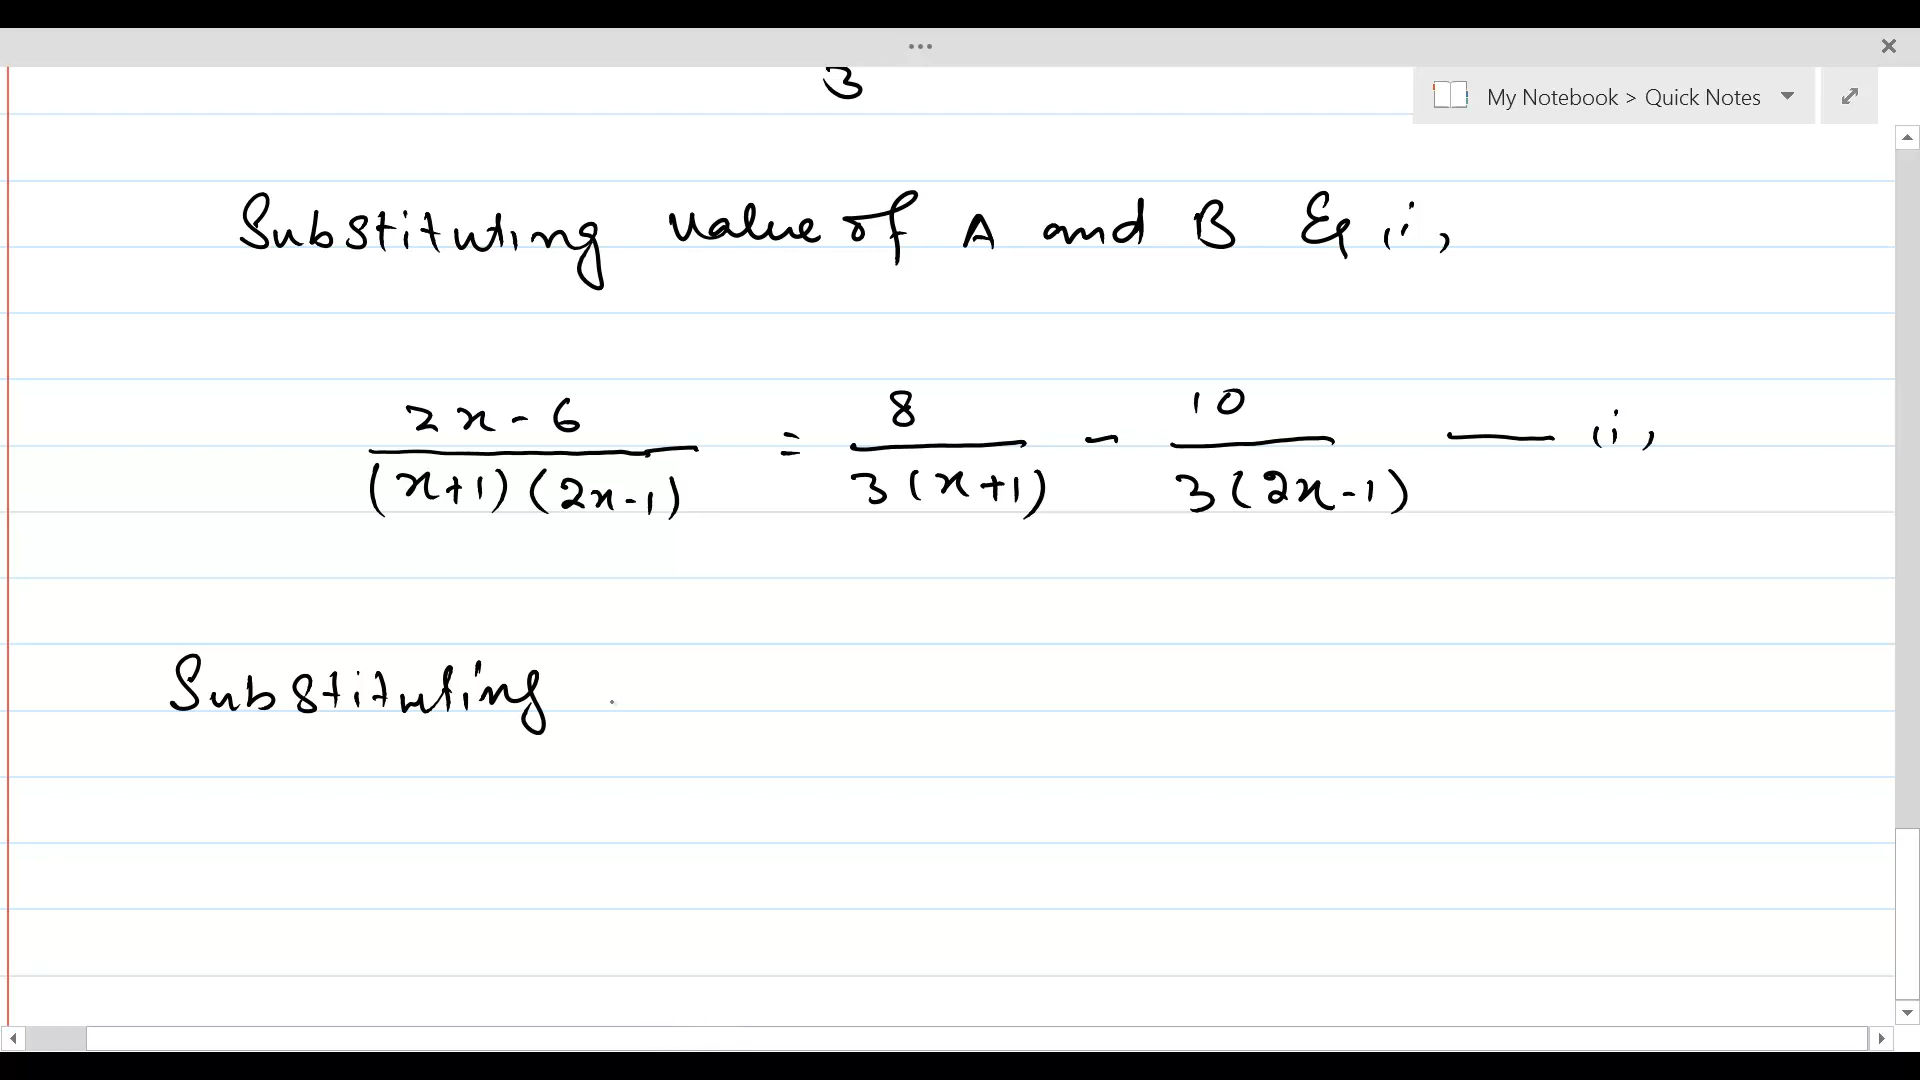 ...
3
My Notebook > Quick Notes
Substituting value of A and B Eq (i),
2x - 6 / (x+1)(2x-1) = 8 / 3(x+1) - 10 / 3(2x-1) — (i)
Substituting